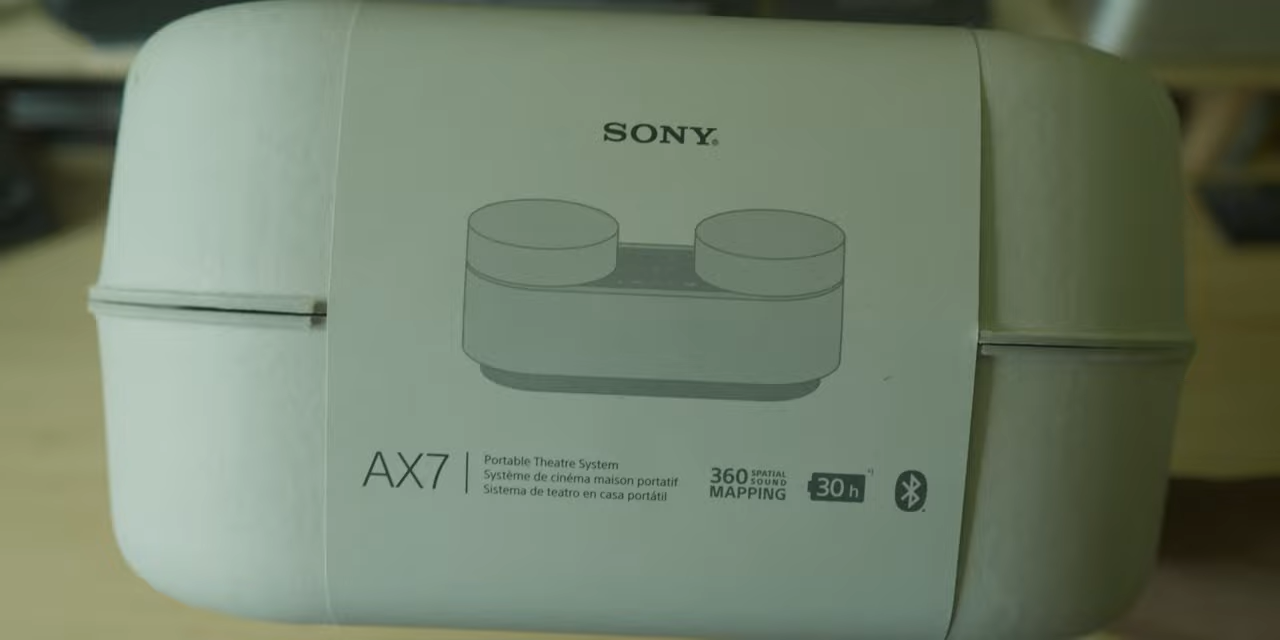 SONY®
AX7
Portable Theatre System
Système de cinéma maison portatif
Sistema de teatro en casa portátil
360 SPATIAL SOUND
MAPPING
30 h *1